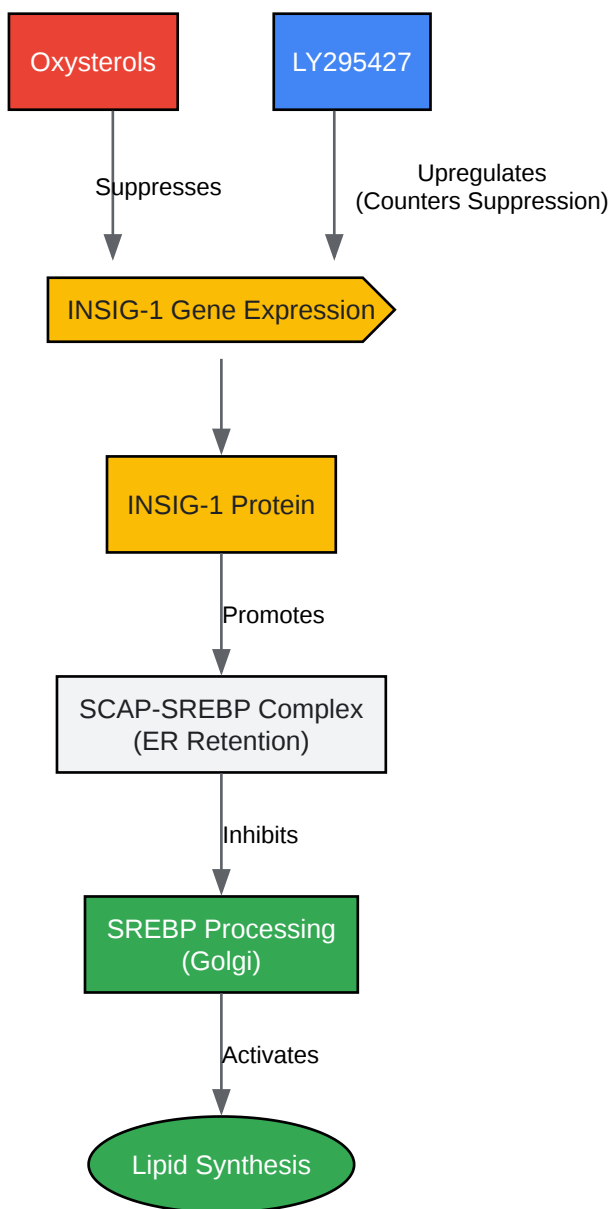 Oxysterols
LY295427
Suppresses
Upregulates
(Counters Suppression)
INSIG-1 Gene Expression
INSIG-1 Protein
Promotes
SCAP-SREBP Complex
(ER Retention)
Inhibits
SREBP Processing
(Golgi)
Activates
Lipid Synthesis